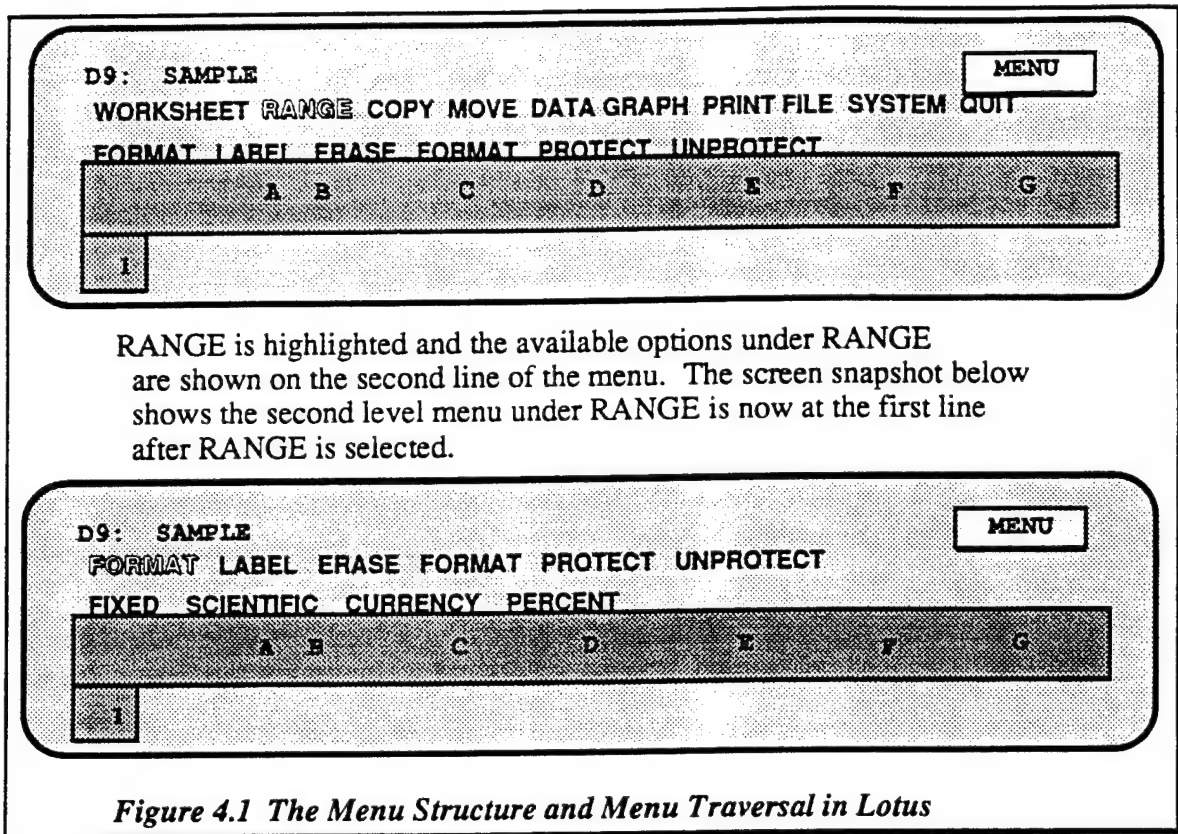 D9: SAMPLE MENU
WORKSHEET RANGE COPY MOVE DATA GRAPH PRINT FILE SYSTEM QUIT
FORMAT LABEL ERASE FORMAT PROTECT UNPROTECT
A B C D E F G
1
RANGE is highlighted and the available options under RANGE
are shown on the second line of the menu. The screen snapshot below
shows the second level menu under RANGE is now at the first line
after RANGE is selected.
D9: SAMPLE MENU
FORMAT LABEL ERASE FORMAT PROTECT UNPROTECT
FIXED SCIENTIFIC CURRENCY PERCENT
A B C D E F G
1
Figure 4.1 The Menu Structure and Menu Traversal in Lotus